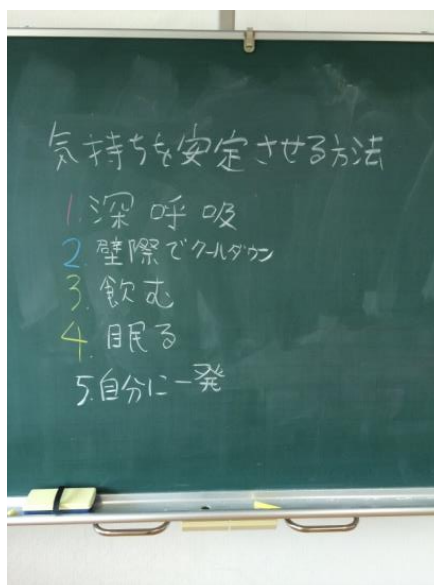 気持ちを安定させる方法
1.深呼吸
2.壁際でクールダウン
3.飲む
4.眠る
5.自分に一発